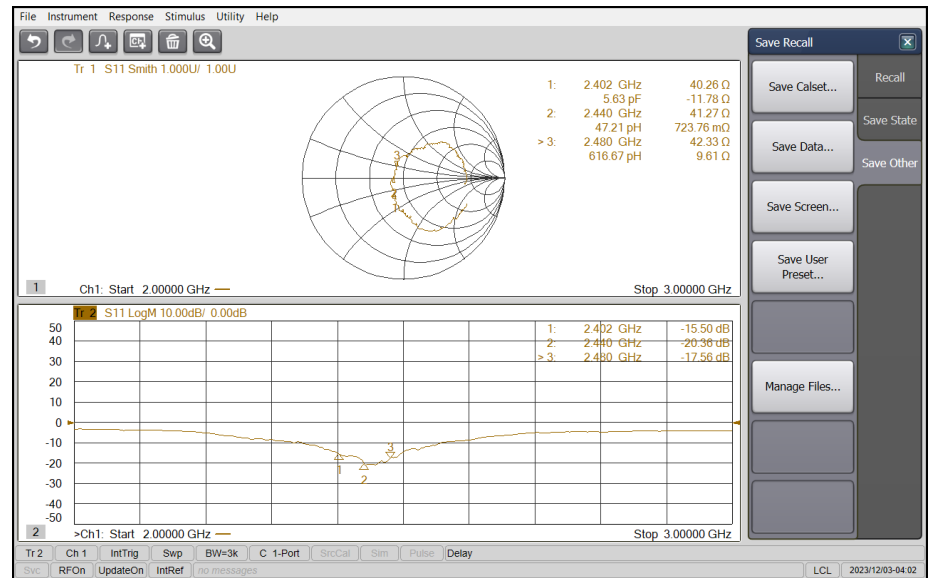 File Instrument Response Stimulus Utility Help
Save Recall
Recall
Save State
Save Other
Save Calset...
Save Data...
Save Screen...
Save User
Preset...
Manage Files...
Tr 1 S11 Smith 1.000U/ 1.00U
1: 2.402 GHz 40.26 Ω
5.63 pF -11.78 Ω
2: 2.440 GHz 41.27 Ω
47.21 pH 723.76 mΩ
> 3: 2.480 GHz 42.33 Ω
616.67 pH 9.61 Ω
3
2
1
1 Ch1: Start 2.00000 GHz Stop 3.00000 GHz
Tr 2 S11 LogM 10.00dB/ 0.00dB
1: 2.402 GHz -15.50 dB
2: 2.440 GHz -20.36 dB
> 3: 2.480 GHz -17.56 dB
50
40
30
20
10
0
-10
-20
-30
-40
-50
1
2
3
2 >Ch1: Start 2.00000 GHz Stop 3.00000 GHz
Tr 2 Ch 1 IntTrig Swp BW=3k C 1-Port SrcCal Sim Pulse Delay
Svc RFOn UpdateOn IntRef no messages LCL 2023/12/03-04:02